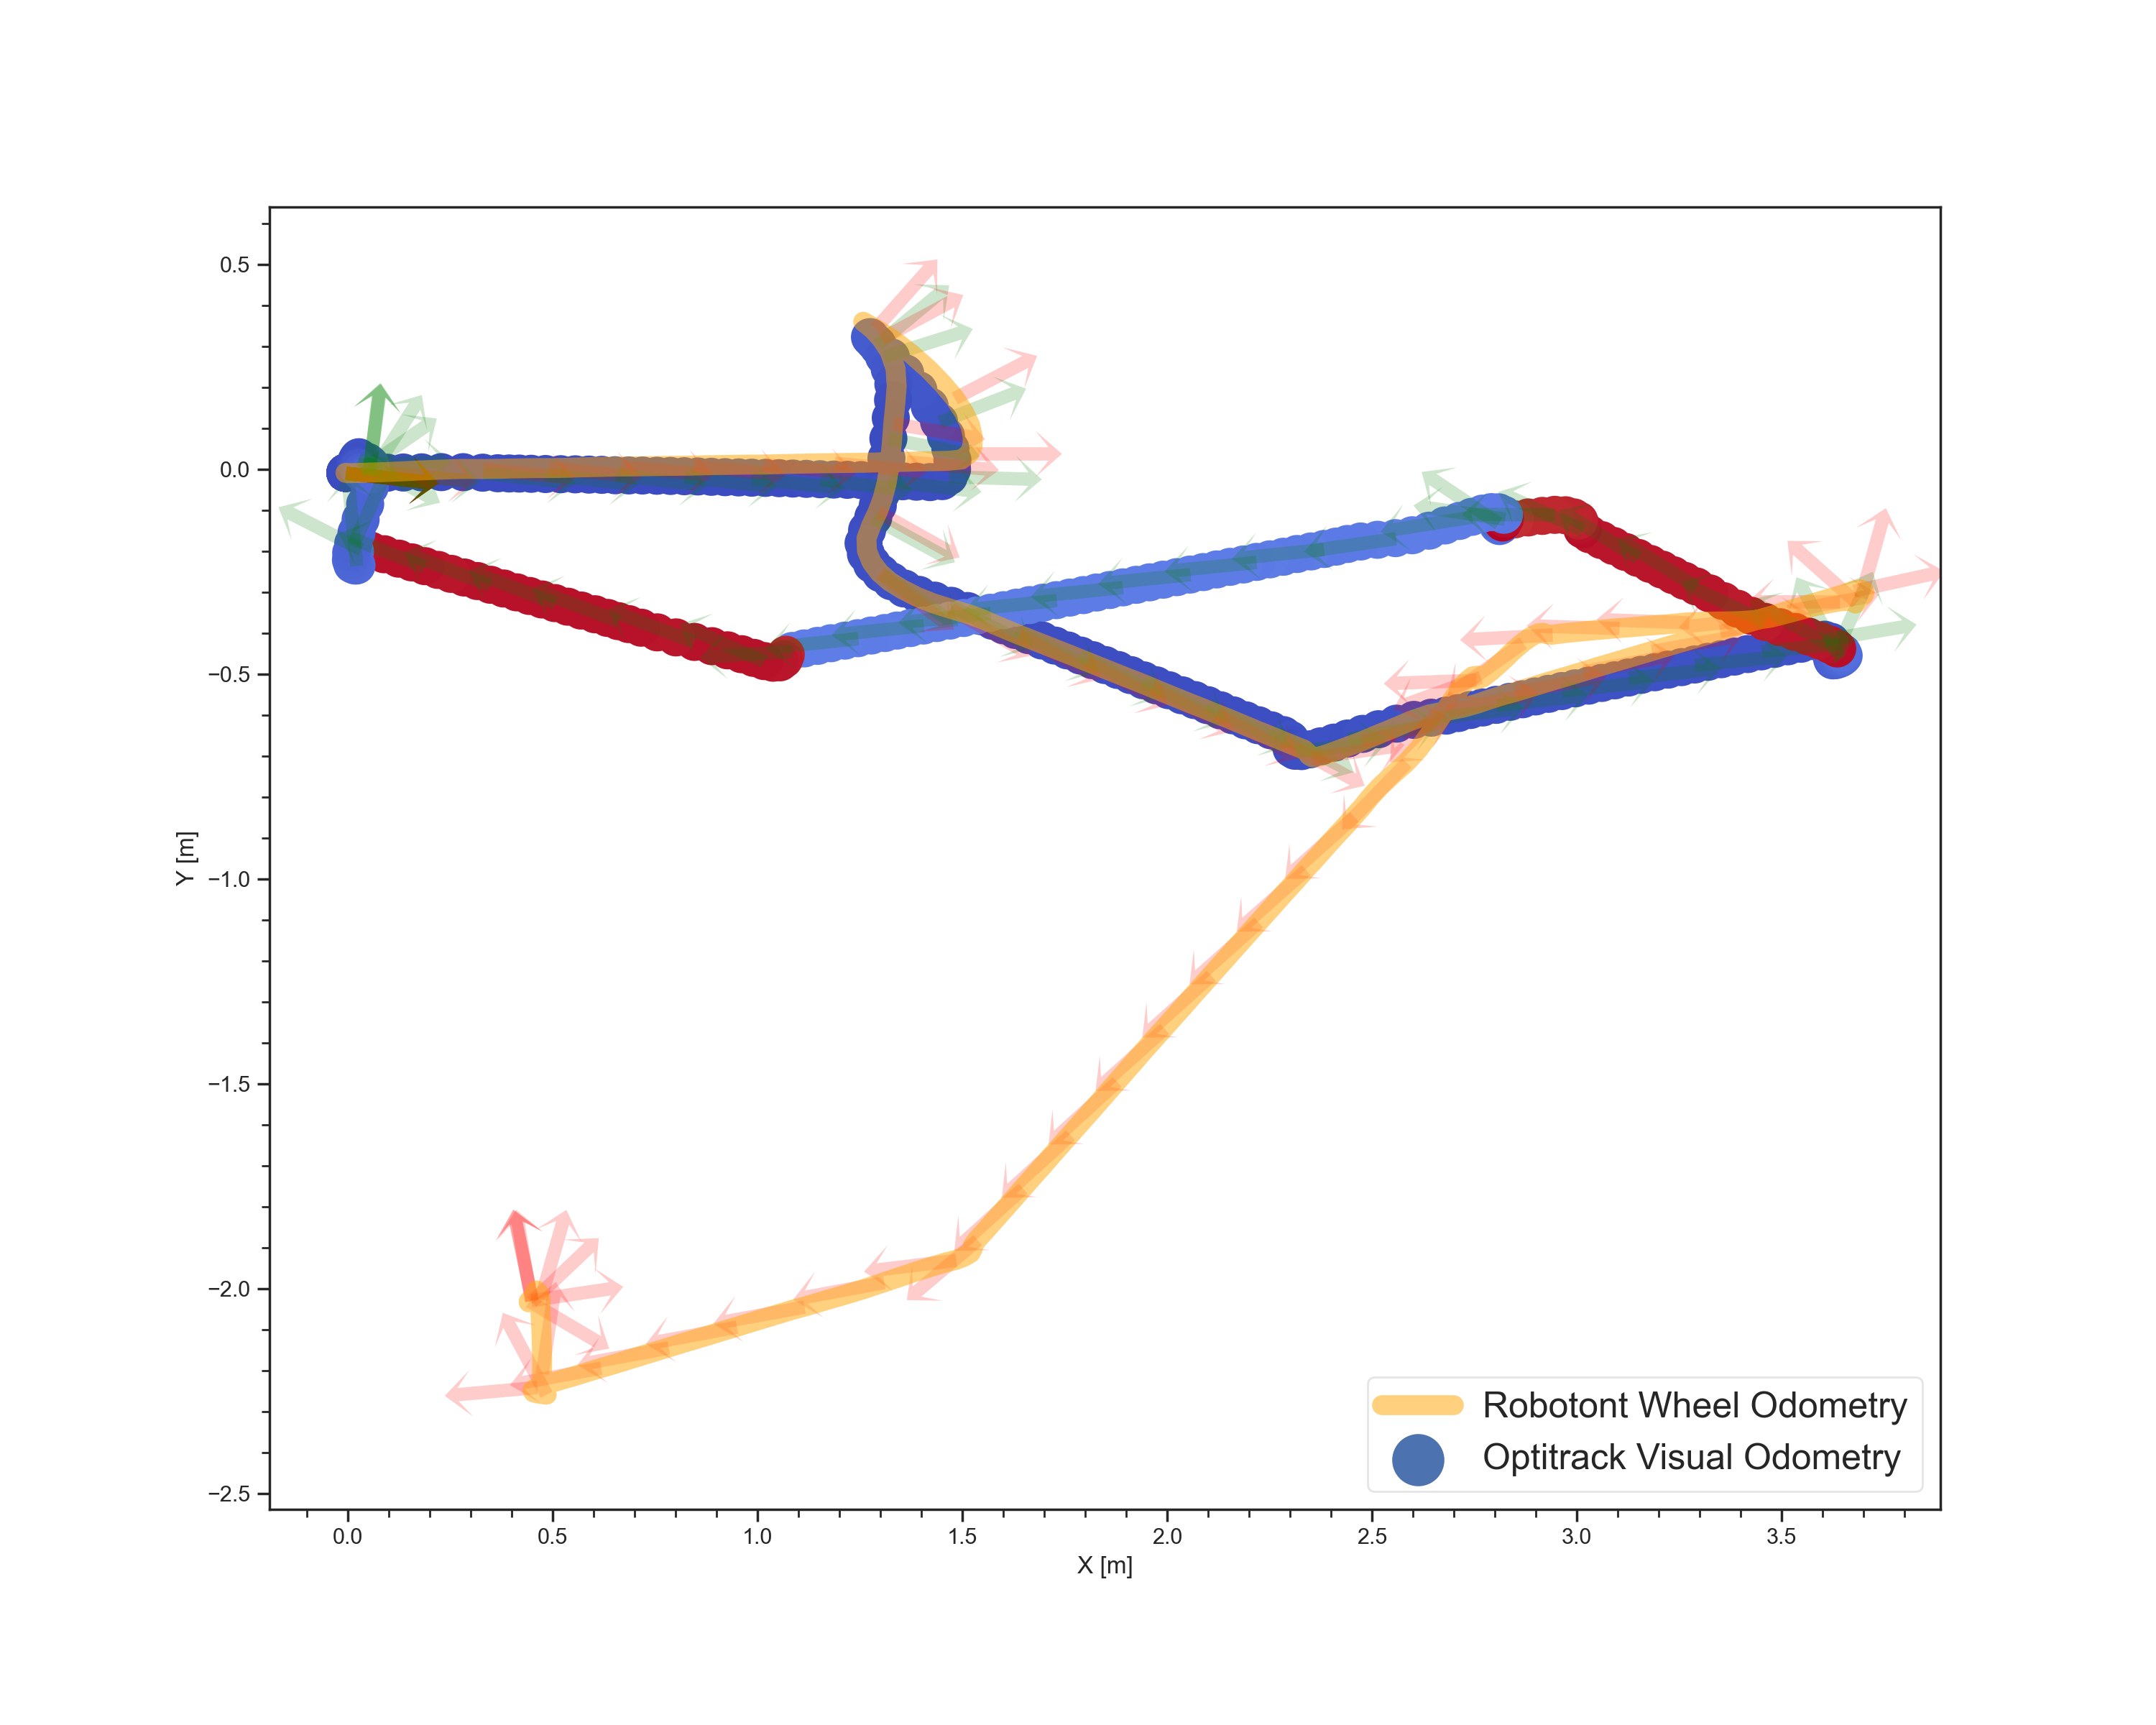 0.5
0.0
−0.5
−1.0
−1.5
−2.0
−2.5
Y [m]
0.0 0.5 1.0 1.5 2.0 2.5 3.0 3.5
X [m]
Robotont Wheel Odometry
Optitrack Visual Odometry